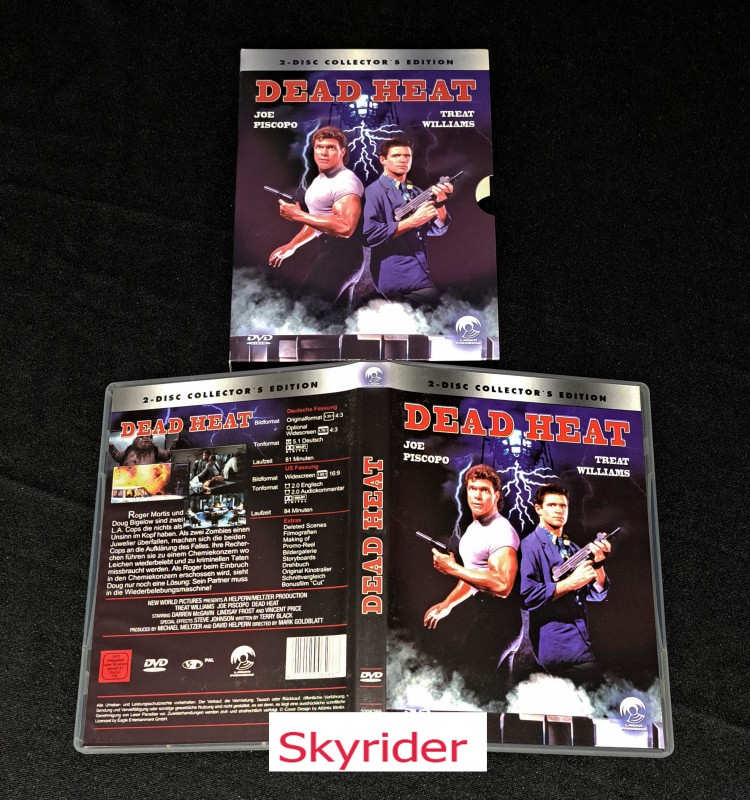 2-DISC COLLECTOR'S EDITION
DEAD HEAT
JOE
PISCOPO
TREAT
WILLIAMS
DVD
2-DISC COLLECTOR'S EDITION
DEAD HEAT
Deutsche Fassung
Bildformat
Originalformat 4:3
Optional
Widescreen 4:3
Tonformat
5.1 Deutsch
Laufzeit
81 Minuten
US Fassung
Bildformat
Widescreen 16:9
Tonformat
2.0 Englisch
2.0 Audiokommentar
Laufzeit
84 Minuten
Extras
Deleted Scenes
Filmografien
Making of
Promo-Reel
Bildergalerie
Storyboards
Drehbuch
Original Kinotrailer
Schnittvergleich
Bonusfilm "Cut"
Roger Mortis und
Doug Bigelow sind zwei
L.A. Cops die nichts als
Unsinn im Kopf haben. Als zwei Zombies einen
Juwelier überfallen, machen sich die beiden
Cops an die Aufklärung des Falles. Ihre Recher-
chen führen sie zu einem Chemiekonzern wo
Leichen wiederbelebt und zu kriminellen Taten
missbraucht werden. Als Roger beim Einbruch
in den Chemiekonzern erschossen wird, sieht
Doug nur noch eine Lösung: Sein Partner muss
in die Wiederbelebungsmaschine!
NEW WORLD PICTURES PRESENTS A HELPERN/MELTZER PRODUCTION
TREAT WILLIAMS JOE PISCOPO DEAD HEAT
STARRING DARREN McGAVIN LINDSAY FROST AND VINCENT PRICE
SPECIAL EFFECTS STEVE JOHNSON WRITTEN BY TERRY BLACK
PRODUCED BY MICHAEL MELTZER AND DAVID HELPERN DIRECTED BY MARK GOLDBLATT
DVD
PAL
Licensed by Eagle Entertainment GmbH.
DEAD HEAT
DVD
2-DISC COLLECTOR'S EDITION
DEAD HEAT
JOE
PISCOPO
TREAT
WILLIAMS
Skyrider